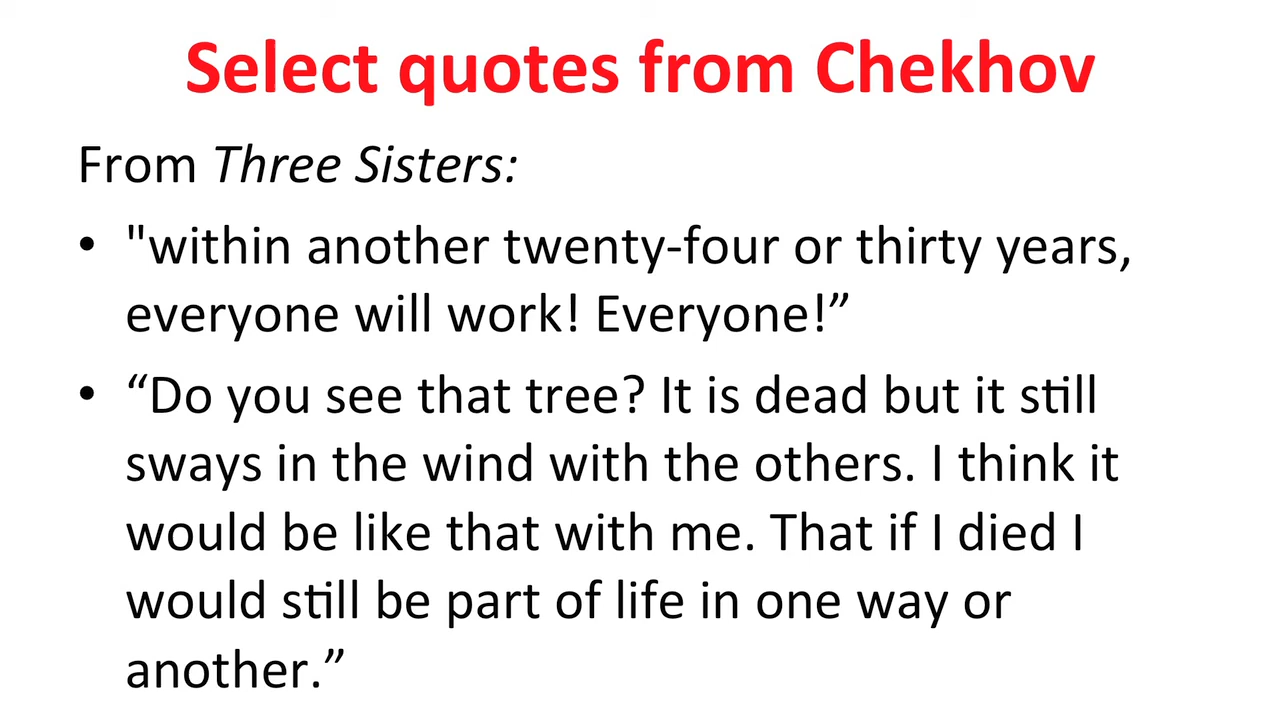 Select quotes from Chekhov
From Three Sisters:
• "within another twenty-four or thirty years,
everyone will work! Everyone!”
• “Do you see that tree? It is dead but it still
sways in the wind with the others. I think it
would be like that with me. That if I died I
would still be part of life in one way or
another.”